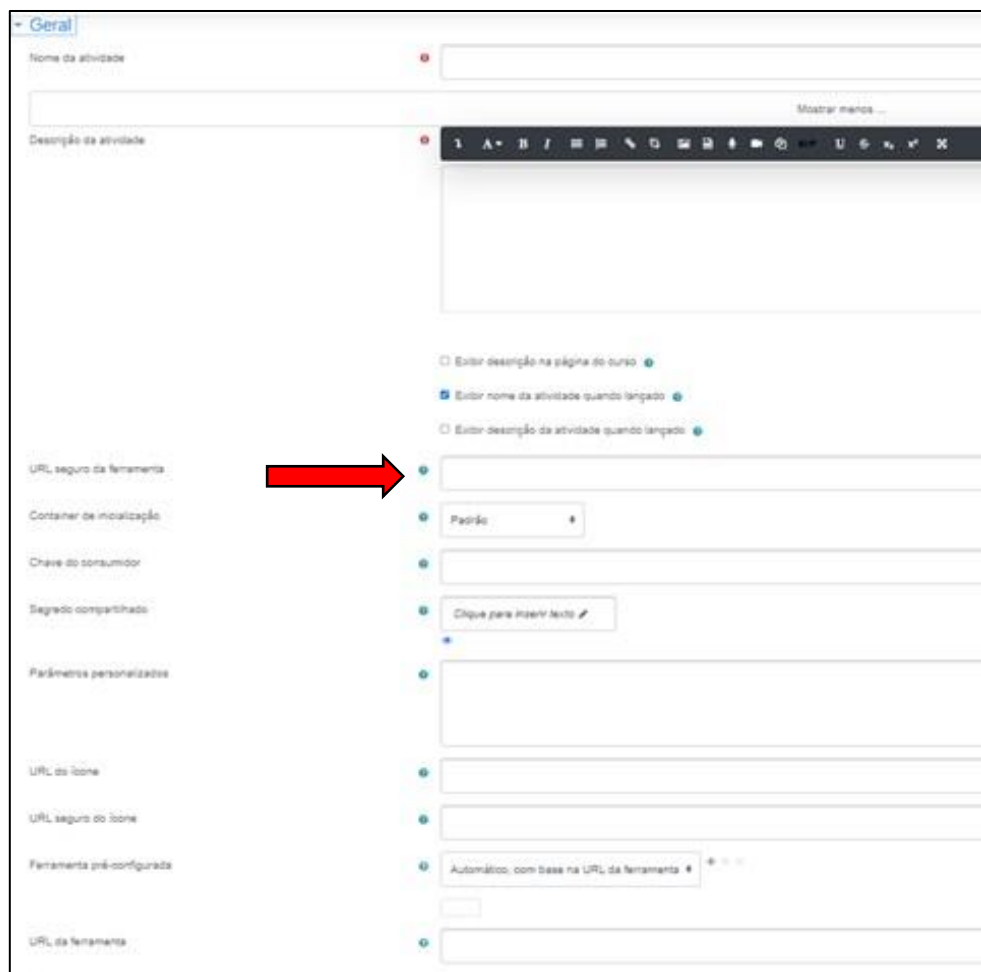 Geral
Nome da atividade
Mostrar menos ...
Descrição da atividade
Exibir descrição na página do curso
Exibir nome da atividade quando lançado
Exibir descrição da atividade quando lançado
URL seguro da ferramenta
Container de inicialização
Padrão
Chave do consumidor
Segredo compartilhado
Clique para inserir texto
Parâmetros personalizados
URL do ícone
URL seguro do ícone
Ferramenta pré-configurada
Automático, com base na URL da ferramenta
URL da ferramenta